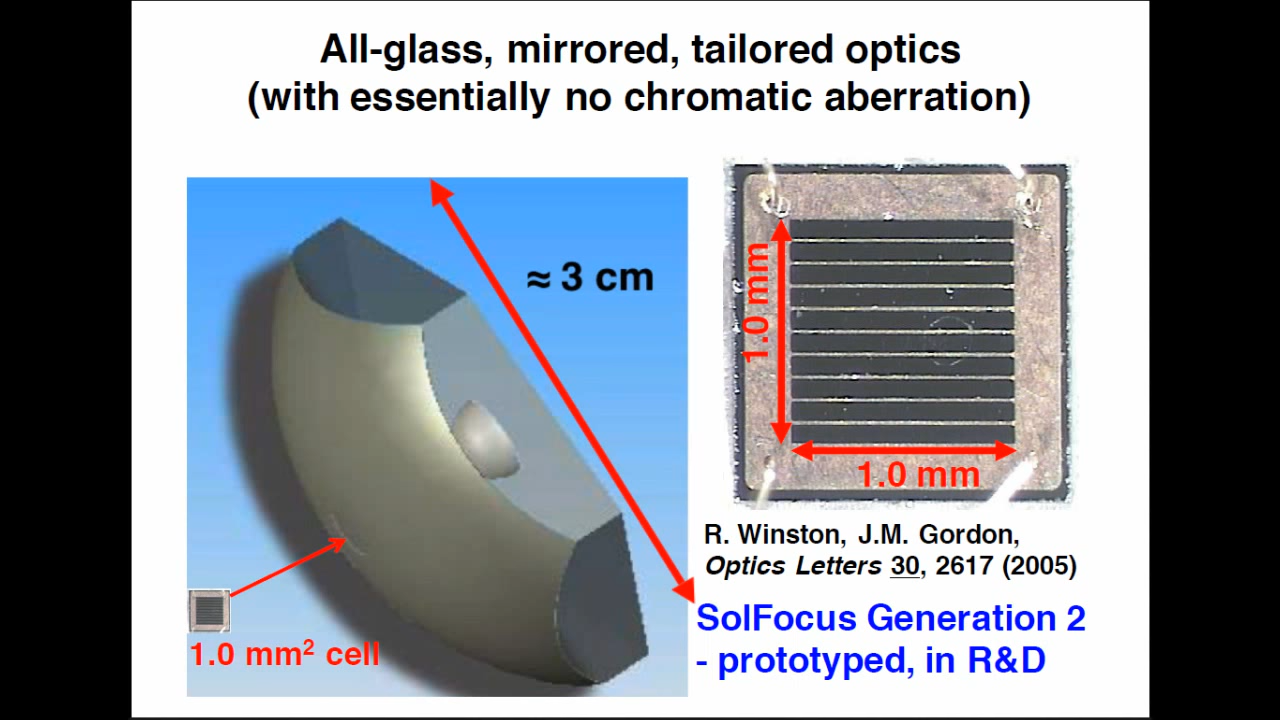 All-glass, mirrored, tailored optics
(with essentially no chromatic aberration)
≈ 3 cm
1.0 mm
1.0 mm
R. Winston, J.M. Gordon,
Optics Letters 30, 2617 (2005)
1.0 mm² cell
SolFocus Generation 2
- prototyped, in R&D